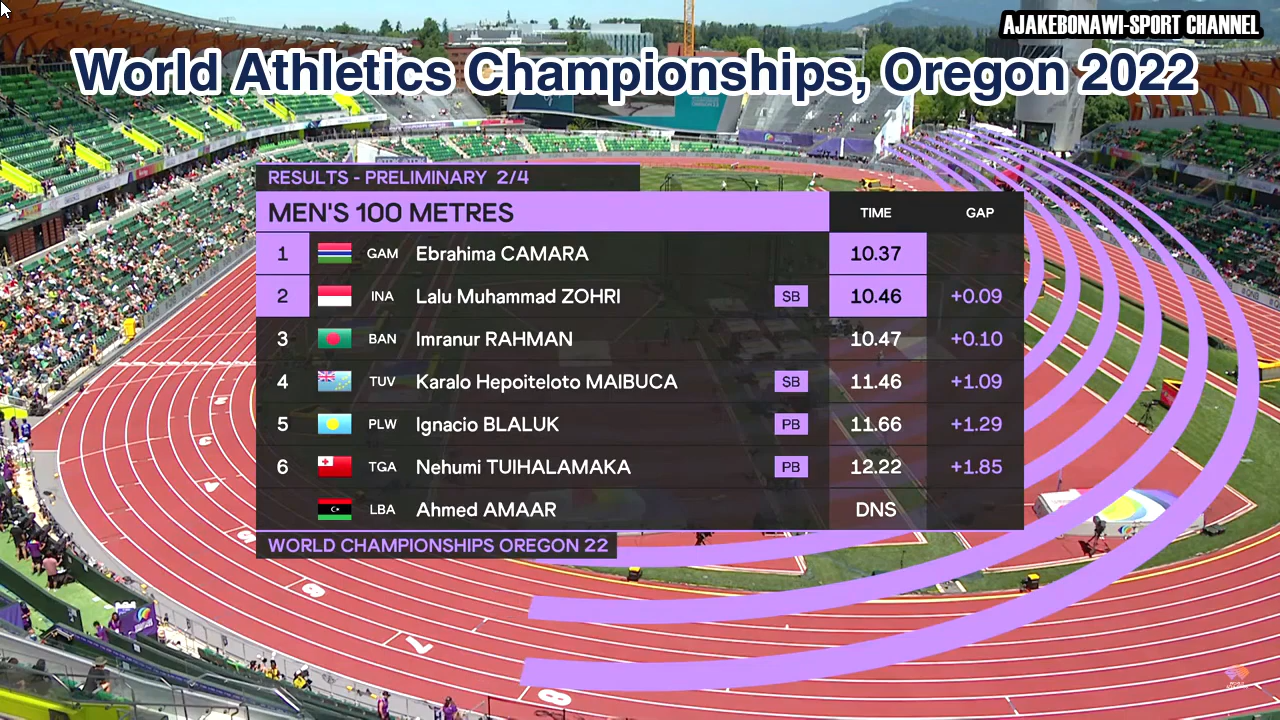 AJAKEBONAWI-SPORT CHANNEL
World Athletics Championships, Oregon 2022
RESULTS - PRELIMINARY 2/4
MEN'S 100 METRES TIME GAP
1 GAM Ebrahima CAMARA 10.37
2 INA Lalu Muhammad ZOHRI SB 10.46 +0.09
3 BAN Imranur RAHMAN 10.47 +0.10
4 TUV Karalo Hepoiteloto MAIBUCA SB 11.46 +1.09
5 PLW Ignacio BLALUK PB 11.66 +1.29
6 TGA Nehumi TUIHALAMAKA PB 12.22 +1.85
LBA Ahmed AMAAR DNS
WORLD CHAMPIONSHIPS OREGON 22
6
7
8